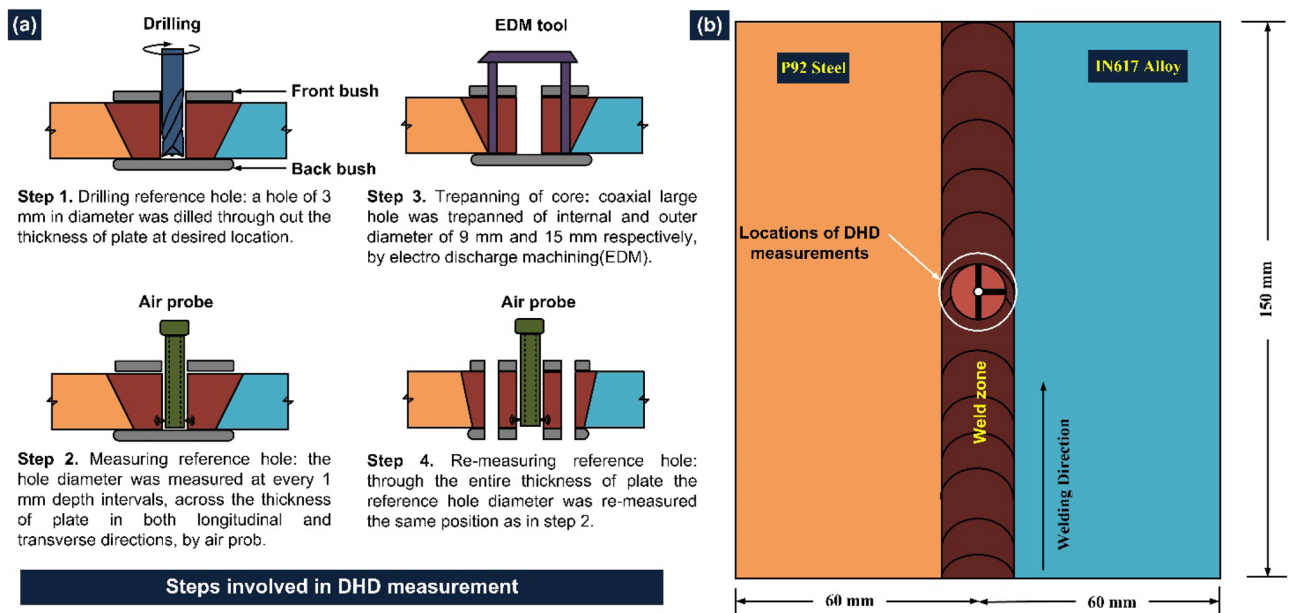 (a)
Drilling
Front bush
Back bush
Step 1. Drilling reference hole: a hole of 3
mm in diameter was dilled through out the
thickness of plate at desired location.
EDM tool
Step 3. Trepanning of core: coaxial large
hole was trepanned of internal and outer
diameter of 9 mm and 15 mm respectively,
by electro discharge machining(EDM).
Air probe
Step 2. Measuring reference hole: the
hole diameter was measured at every 1
mm depth intervals, across the thickness
of plate in both longitudinal and
transverse directions, by air prob.
Air probe
Step 4. Re-measuring reference hole:
through the entire thickness of plate the
reference hole diameter was re-measured
the same position as in step 2.
Steps involved in DHD measurement
(b)
P92 Steel
IN617 Alloy
Locations of DHD
measurements
Weld zone
Welding Direction
150 mm
60 mm
60 mm